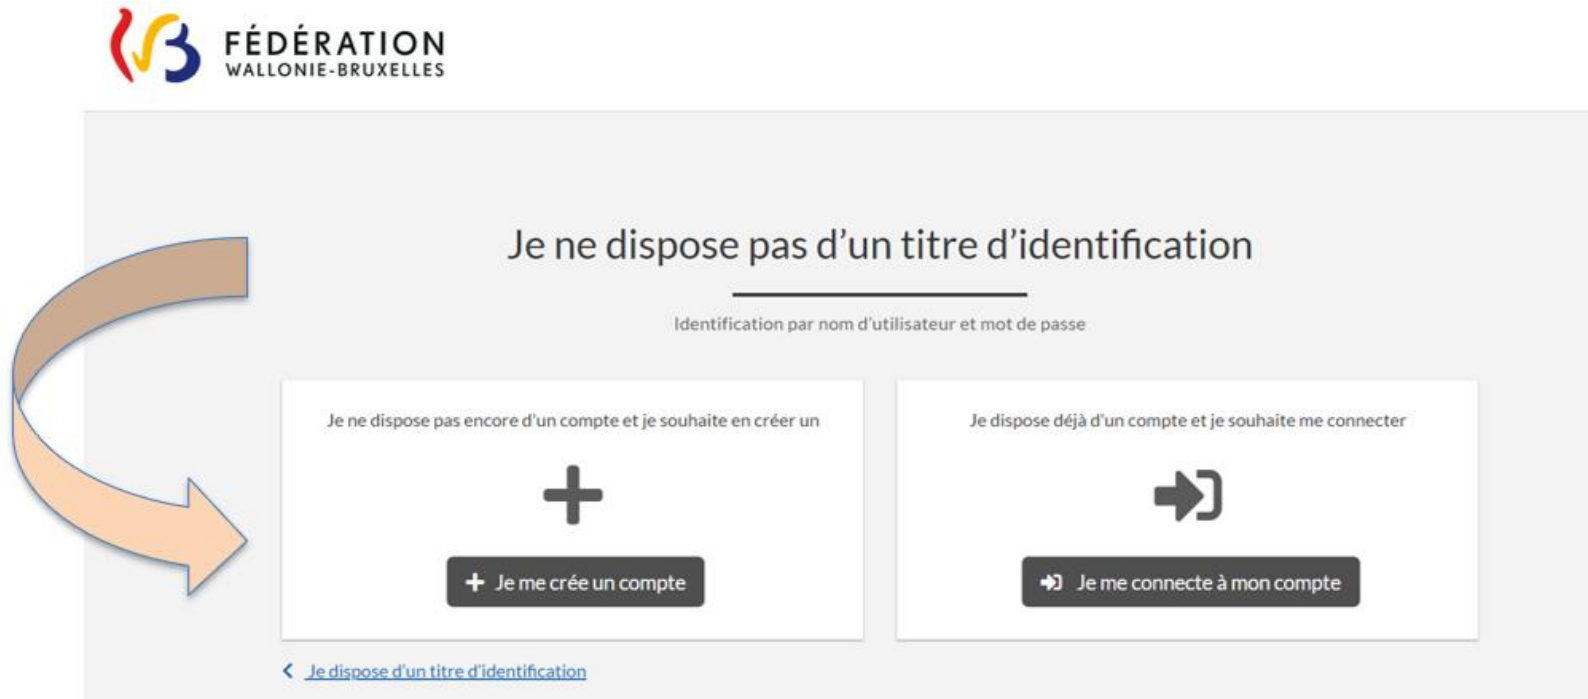 FÉDÉRATION
WALLONIE-BRUXELLES
Je ne dispose pas d’un titre d’identification
Identification par nom d’utilisateur et mot de passe
Je ne dispose pas encore d’un compte et je souhaite en créer un
Je me crée un compte
Je dispose déjà d’un compte et je souhaite me connecter
Je me connecte à mon compte
Je dispose d’un titre d’identification